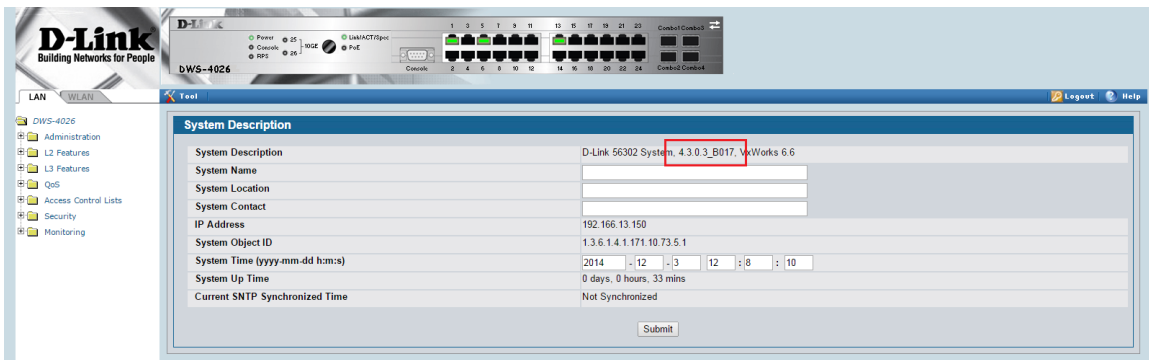 D-Link
Building Networks for People
D-Link
Power
Console
RPS
25
26
10GE
Link/ACT/Spee
PoE
Console
1 3 5 7 9 11
13 15 17 19 21 23
Combo1 Combo3
2 4 6 8 10 12
14 16 18 20 22 24
Combo2 Combo4
DWS-4026
LAN WLAN
Tool
Logout Help
DWS-4026
Administration
L2 Features
L3 Features
QoS
Access Control Lists
Security
Monitoring
System Description
System Description D-Link 56302 System, 4.3.0.3_B017, VxWorks 6.6
System Name
System Location
System Contact
IP Address 192.166.13.150
System Object ID 1.3.6.1.4.1.171.10.73.5.1
System Time (yyyy-mm-dd h:m:s) 2014 - 12 - 3 12 : 8 : 10
System Up Time 0 days, 0 hours, 33 mins
Current SNTP Synchronized Time Not Synchronized
Submit